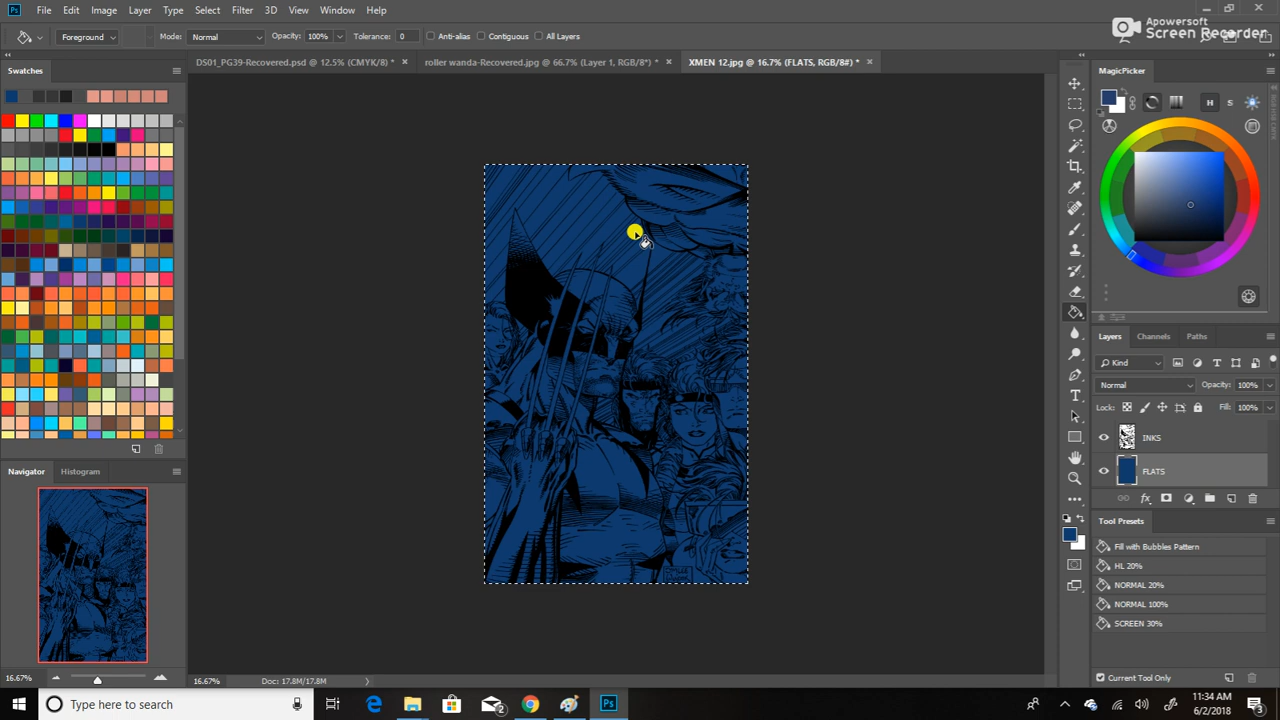 Ps File Edit Image Layer Type Select Filter 3D View Window Help
Apowersoft
Screen Recorder
Foreground Mode: Normal Opacity: 100% Tolerance: 0 Anti-alias Contiguous All Layers
DS01_PG39-Recovered.psd @ 12.5% (CMYK/8) * × roller wanda-Recovered.jpg @ 66.7% (Layer 1, RGB/8*) * × XMEN 12.jpg @ 16.7% (FLATS, RGB/8#) * ×
Swatches
MagicPicker
H S
Layers Channels Paths
Kind
Normal Opacity: 100%
Lock: Fill: 100%
INKS
FLATS
fx
Navigator Histogram
Tool Presets
Fill with Bubbles Pattern
HL 20%
NORMAL 20%
NORMAL 100%
SCREEN 30%
Current Tool Only
16.67%
16.67% Doc: 17.8M/17.8M
Type here to search
2
Ps
11:34 AM
6/2/2018
3